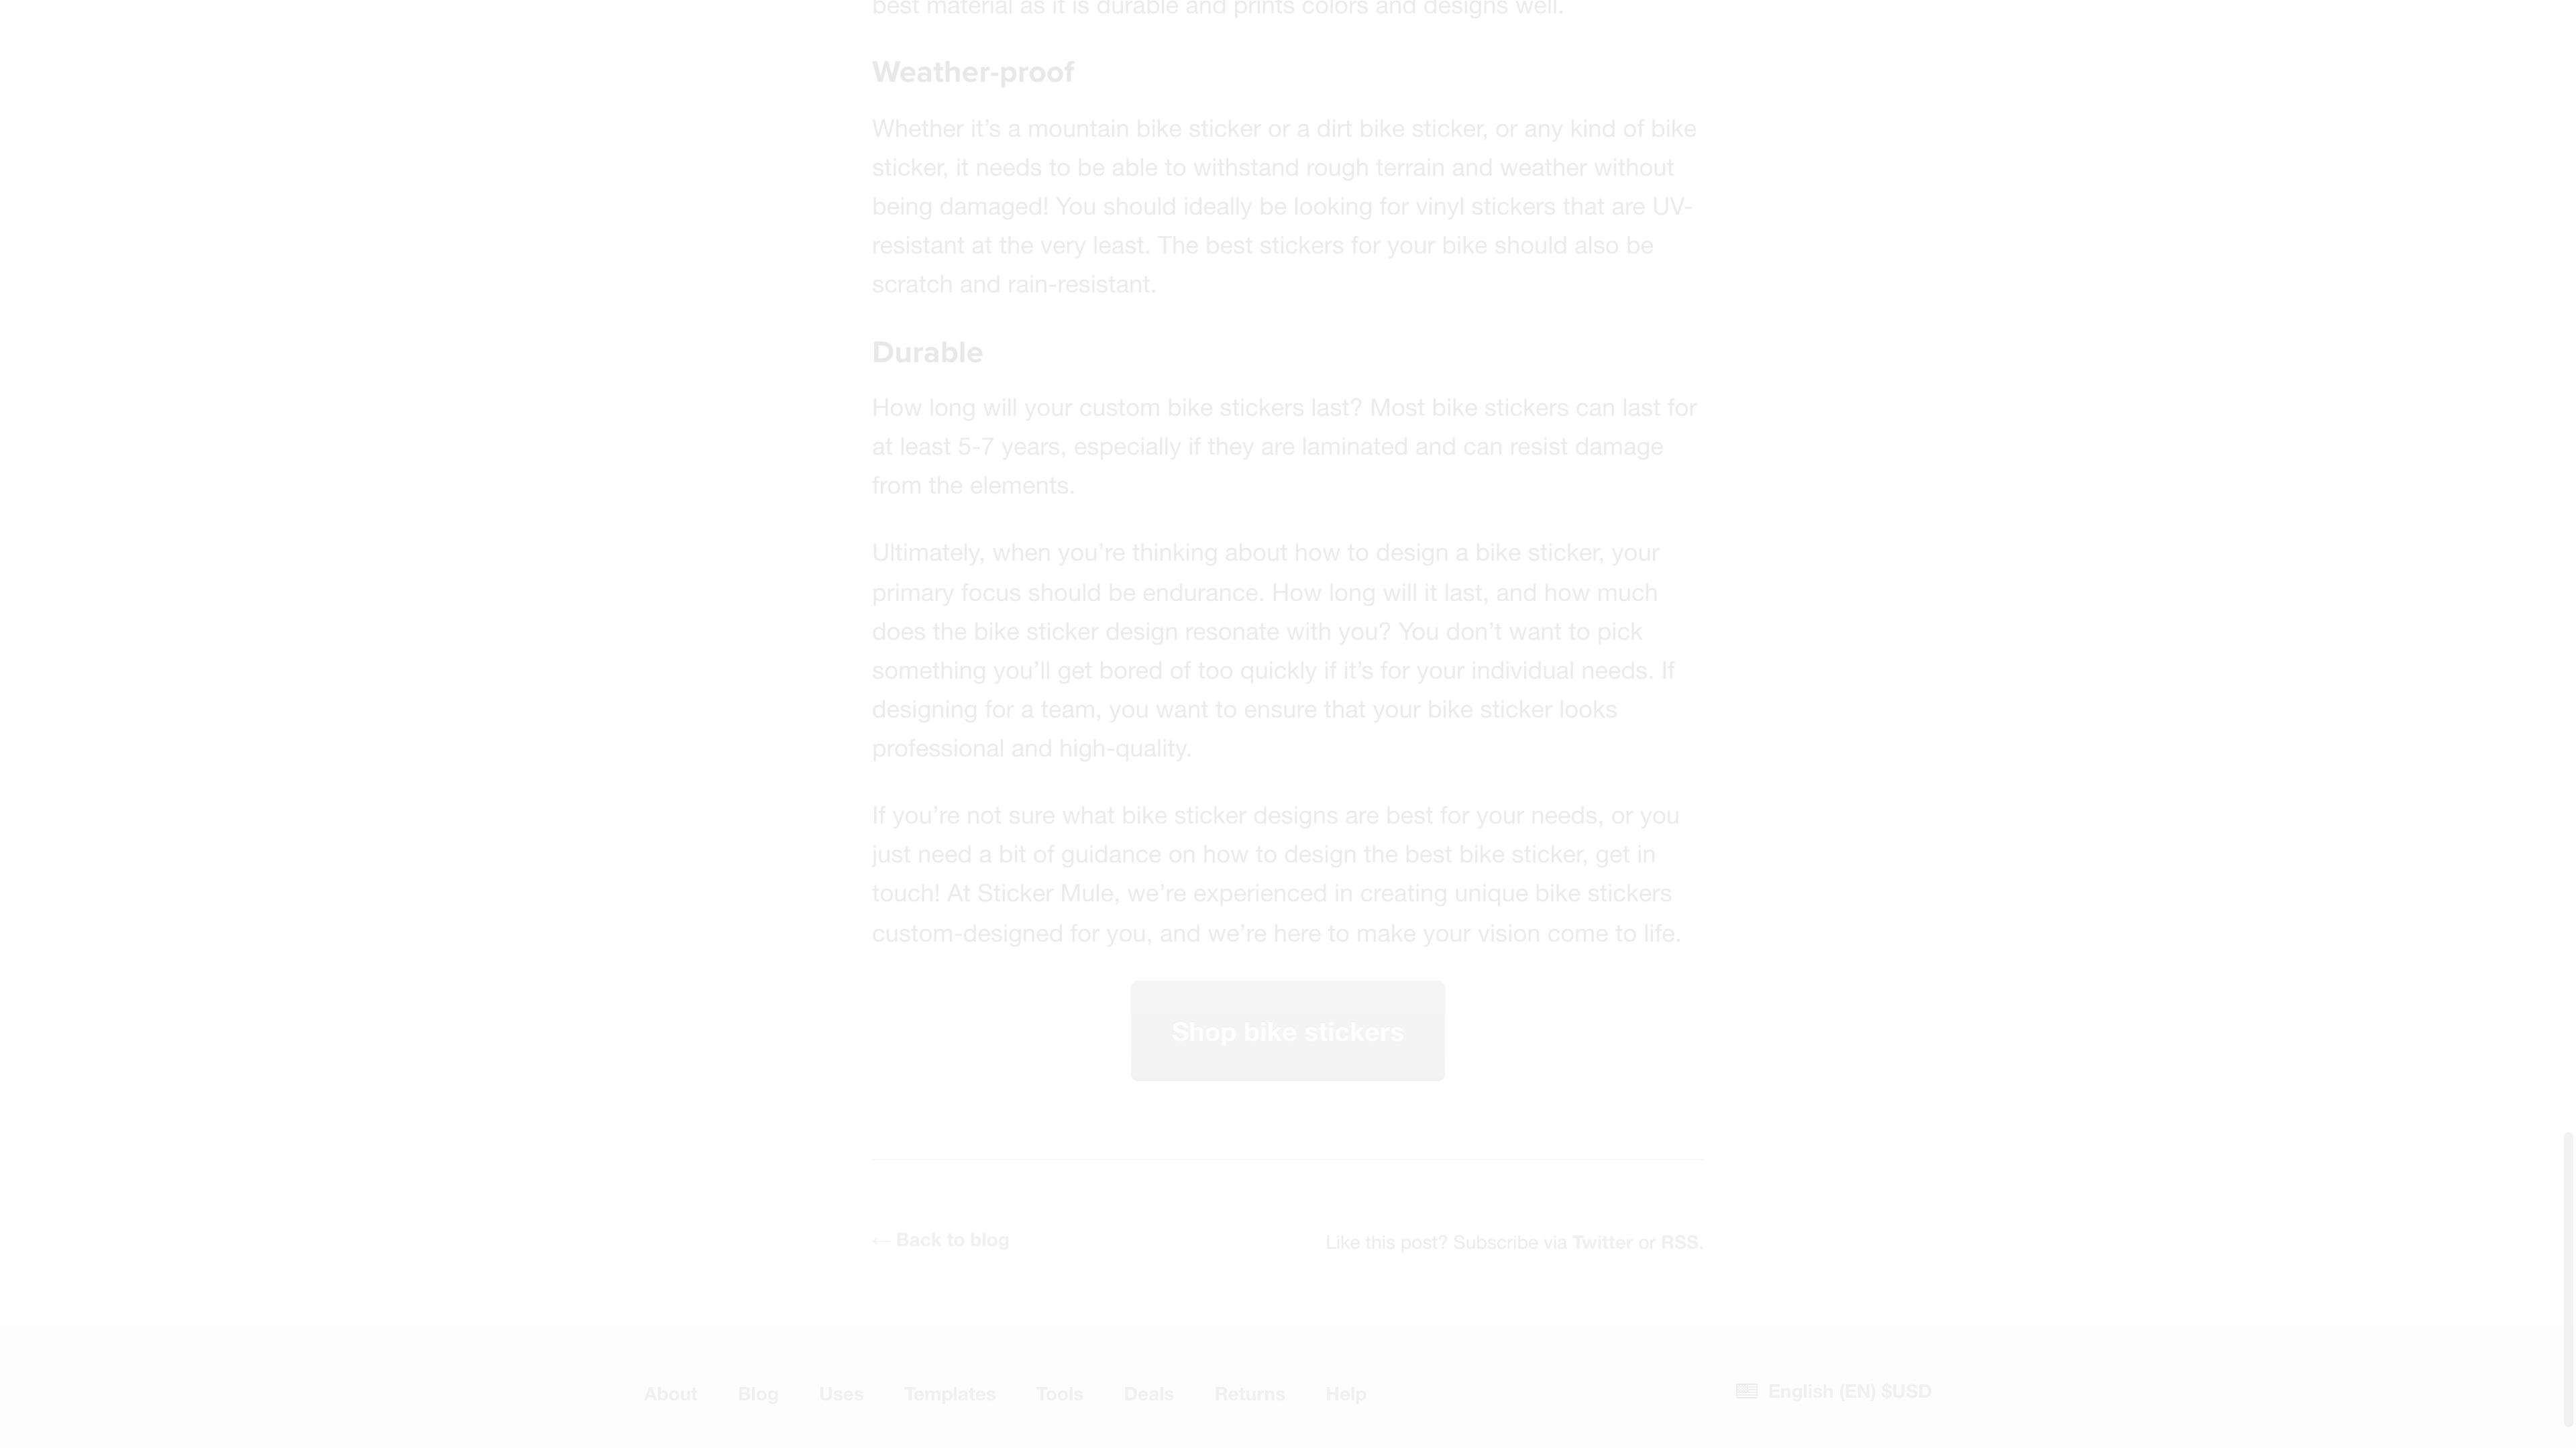 best material as it is durable and prints colors and designs well.
Weather-proof
Whether it’s a mountain bike sticker or a dirt bike sticker, or any kind of bike
sticker, it needs to be able to withstand rough terrain and weather without
being damaged! You should ideally be looking for vinyl stickers that are UV-
resistant at the very least. The best stickers for your bike should also be
scratch and rain-resistant.
Durable
How long will your custom bike stickers last? Most bike stickers can last for
at least 5-7 years, especially if they are laminated and can resist damage
from the elements.
Ultimately, when you’re thinking about how to design a bike sticker, your
primary focus should be endurance. How long will it last, and how much
does the bike sticker design resonate with you? You don’t want to pick
something you’ll get bored of too quickly if it’s for your individual needs. If
designing for a team, you want to ensure that your bike sticker looks
professional and high-quality.
If you’re not sure what bike sticker designs are best for your needs, or you
just need a bit of guidance on how to design the best bike sticker, get in
touch! At Sticker Mule, we’re experienced in creating unique bike stickers
custom-designed for you, and we’re here to make your vision come to life.
Shop bike stickers
← Back to blog
Like this post? Subscribe via Twitter or RSS.
About Blog Uses Templates Tools Deals Returns Help
English (EN) $USD